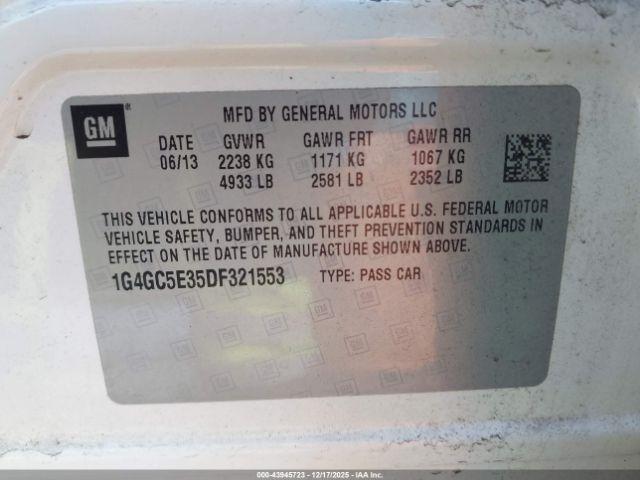 GM
MFD BY GENERAL MOTORS LLC
DATE GVWR GAWR FRT GAWR RR
06/13 2238 KG 1171 KG 1067 KG
4933 LB 2581 LB 2352 LB
THIS VEHICLE CONFORMS TO ALL APPLICABLE U.S. FEDERAL MOTOR
VEHICLE SAFETY, BUMPER, AND THEFT PREVENTION STANDARDS IN
EFFECT ON THE DATE OF MANUFACTURE SHOWN ABOVE.
1G4GC5E35DF321553 TYPE: PASS CAR
000-43945723 - 12/17/2025 - IAA Inc.